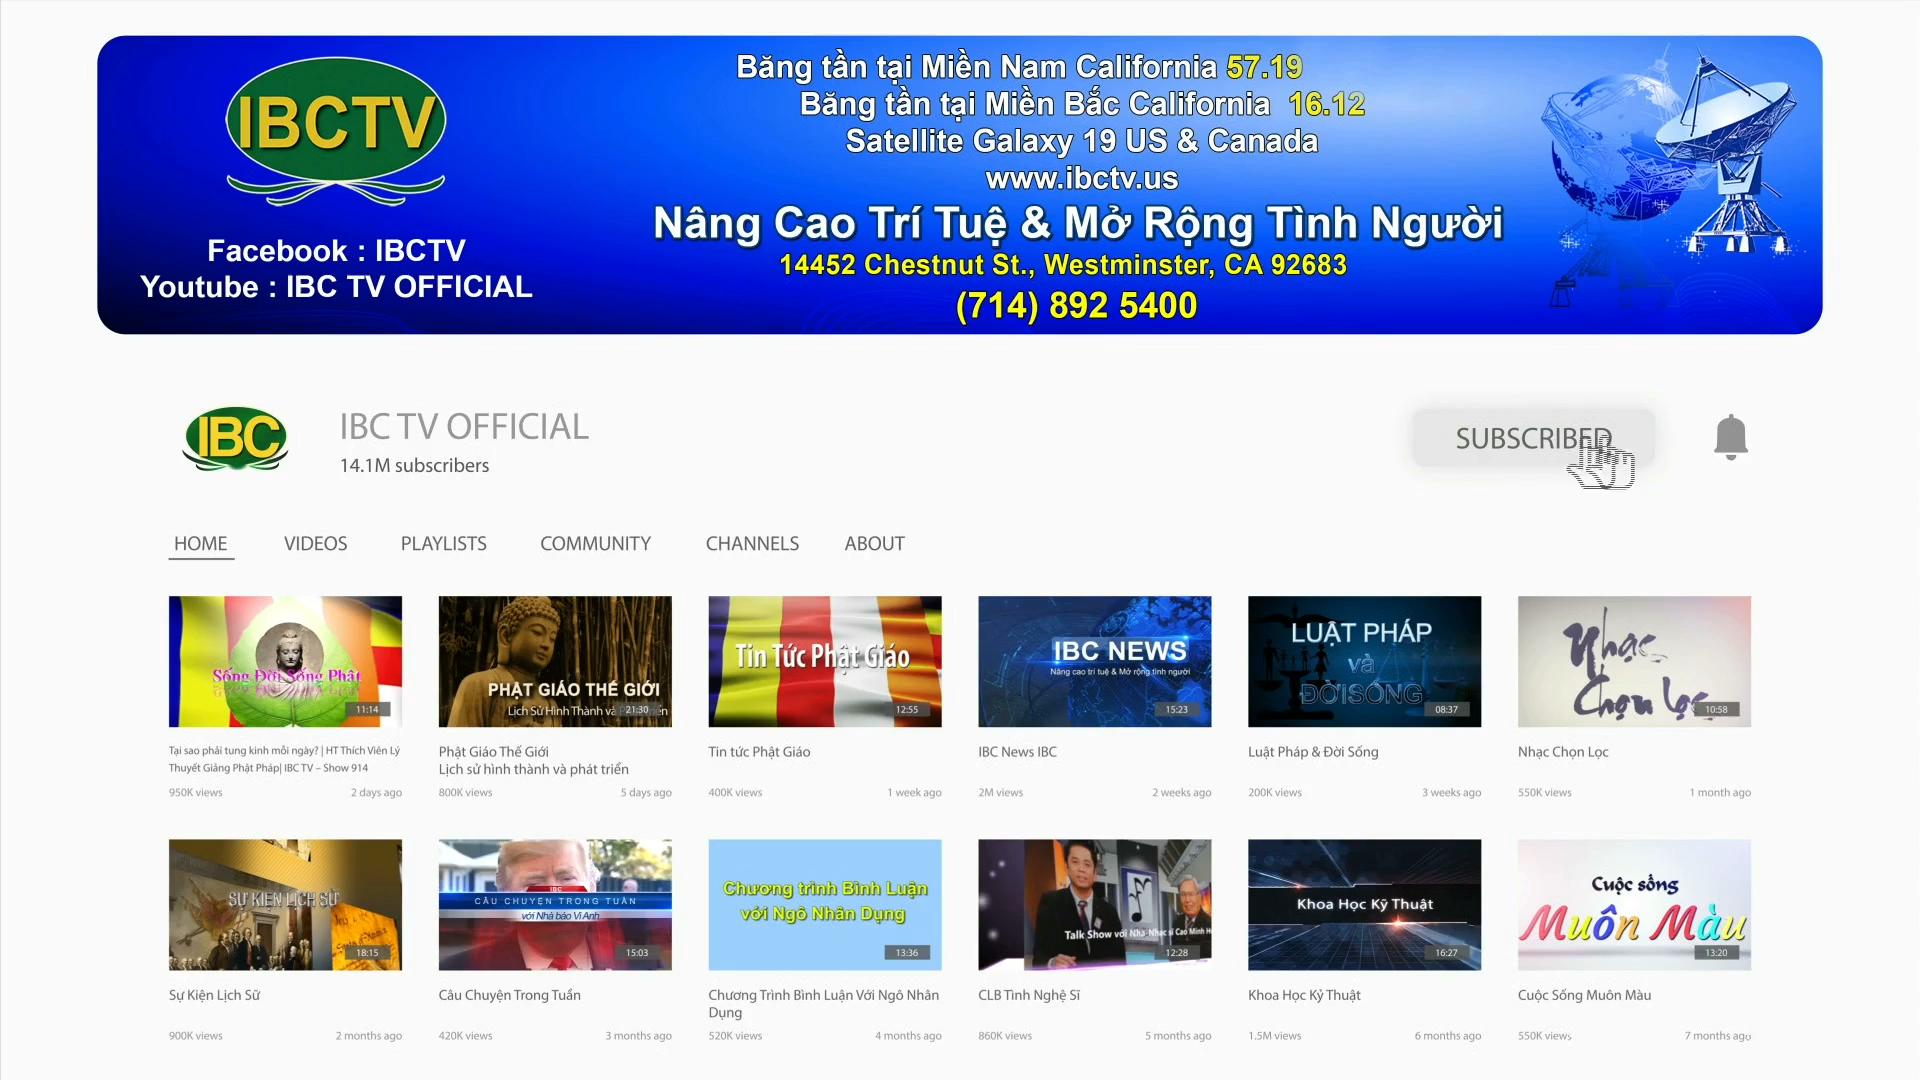 IBCTV
Facebook : IBCTV
Youtube : IBC TV OFFICIAL
Băng tần tại Miền Nam California 57.19
Băng tần tại Miền Bắc California 16.12
Satellite Galaxy 19 US & Canada
www.ibctv.us
Nâng Cao Trí Tuệ & Mở Rộng Tình Người
14452 Chestnut St., Westminster, CA 92683
(714) 892 5400
IBC
IBC TV OFFICIAL
14.1M subscribers
SUBSCRIBED
HOME VIDEOS PLAYLISTS COMMUNITY CHANNELS ABOUT
Sống Đời Sống Phật
11:14
Tại sao phải tung kinh mỗi ngày? | HT Thích Viên Lý
Thuyết Giảng Phật Pháp| IBC TV – Show 914
950K views 2 days ago
PHẬT GIÁO THẾ GIỚI
Lịch Sử Hình Thành và
21:30
Phật Giáo Thế Giới
Lịch sử hình thành và phát triển
800K views 5 days ago
Tin Tức Phật Giáo
12:55
Tin tức Phật Giáo
400K views 1 week ago
IBC NEWS
Nâng cao trí tuệ & Mở rộng tình người
15:23
IBC News IBC
2M views 2 weeks ago
LUẬT PHÁP
và
ĐỜI SỐNG
08:37
Luật Pháp & Đời Sống
200K views 3 weeks ago
Nhạc
Chọn lọc
10:58
Nhạc Chọn Lọc
550K views 1 month ago
SỰ KIỆN LỊCH SỬ
18:15
Sự Kiện Lịch Sữ
900K views 2 months ago
IBC
CÂU CHUYỆN TRONG TUẦN
với Nhà báo Vi Anh
15:03
Câu Chuyện Trong Tuần
420K views 3 months ago
Chương trình Bình Luận
với Ngô Nhân Dụng
13:36
Chương Trình Bình Luận Với Ngô Nhân
Dụng
520K views 4 months ago
Talk Show với Nhà Nhạc sĩ Cao Minh
12:28
CLB Tình Nghệ Sĩ
860K views 5 months ago
Khoa Học Kỹ Thuật
16:27
Khoa Học Kỷ Thuật
1.5M views 6 months ago
Cuộc sống
Muôn Màu
13:20
Cuộc Sống Muôn Màu
550K views 7 months ago